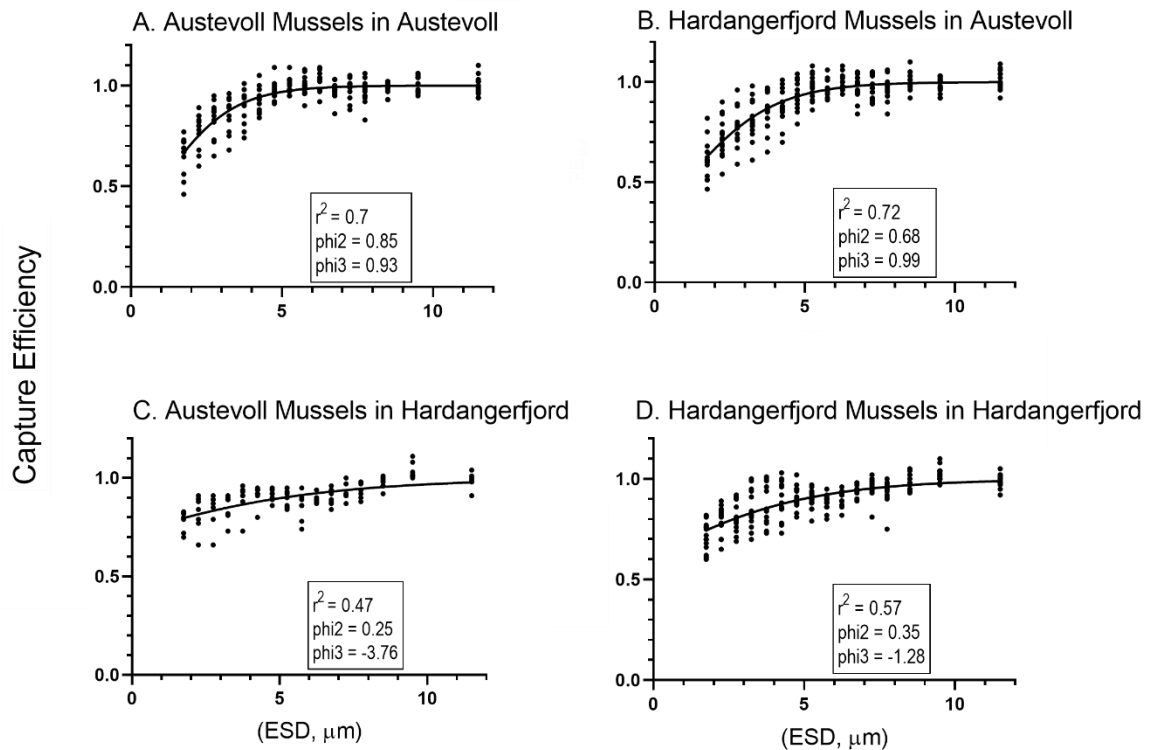 A. Austevoll Mussels in Austevoll
B. Hardangerfjord Mussels in Austevoll
1.0
0.5
0.0
0
5
10
r² = 0.7
phi2 = 0.85
phi3 = 0.93
1.0
0.5
0.0
0
5
10
r² = 0.72
phi2 = 0.68
phi3 = 0.99
Capture Efficiency
C. Austevoll Mussels in Hardangerfjord
D. Hardangerfjord Mussels in Hardangerfjord
1.0
0.5
0.0
0
5
10
r² = 0.47
phi2 = 0.25
phi3 = -3.76
(ESD, μm)
1.0
0.5
0.0
0
5
10
r² = 0.57
phi2 = 0.35
phi3 = -1.28
(ESD, μm)